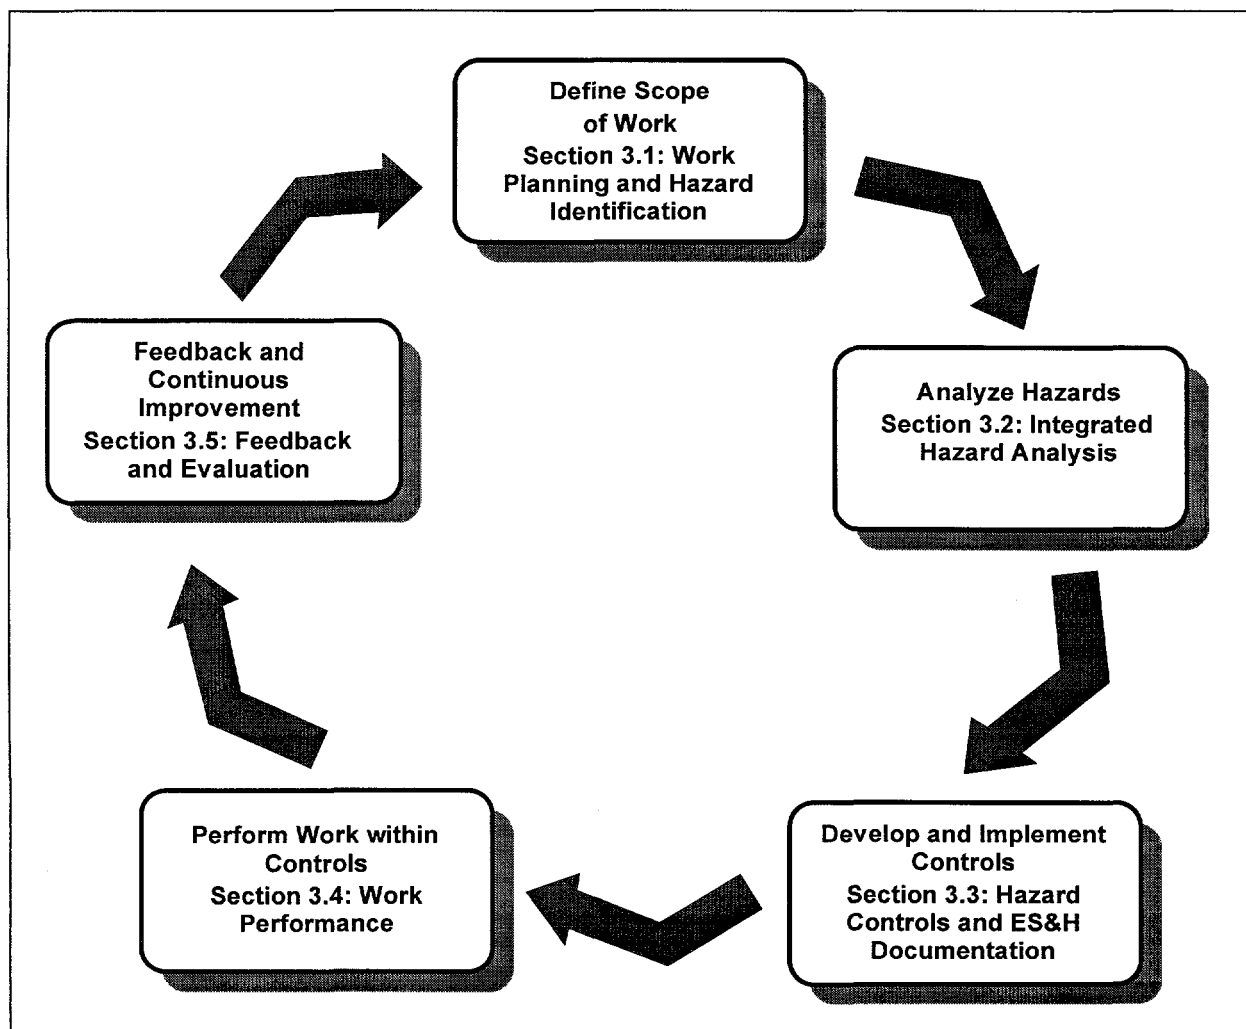 Define Scope
of Work
Section 3.1: Work
Planning and Hazard
Identification
Analyze Hazards
Section 3.2: Integrated
Hazard Analysis
Develop and Implement
Controls
Section 3.3: Hazard
Controls and ES&H
Documentation
Perform Work within
Controls
Section 3.4: Work
Performance
Feedback and
Continuous
Improvement
Section 3.5: Feedback
and Evaluation